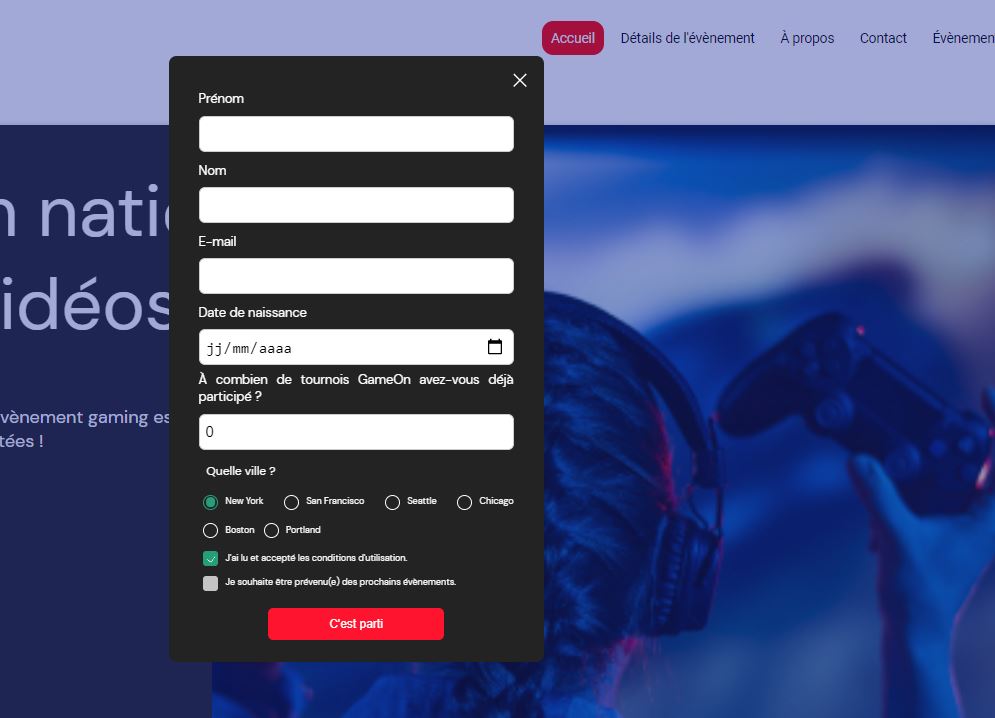 Accueil Détails de l'évènement À propos Contact Évènemen
n nati
idéos
vènement gaming es
tées !
Prénom
Nom
E-mail
Date de naissance
jj/mm/aaaa
À combien de tournois GameOn avez-vous déjà
participé ?
0
Quelle ville ?
New York San Francisco Seattle Chicago
Boston Portland
J'ai lu et accepté les conditions d'utilisation.
Je souhaite être prévenu(e) des prochains évènements.
C'est parti